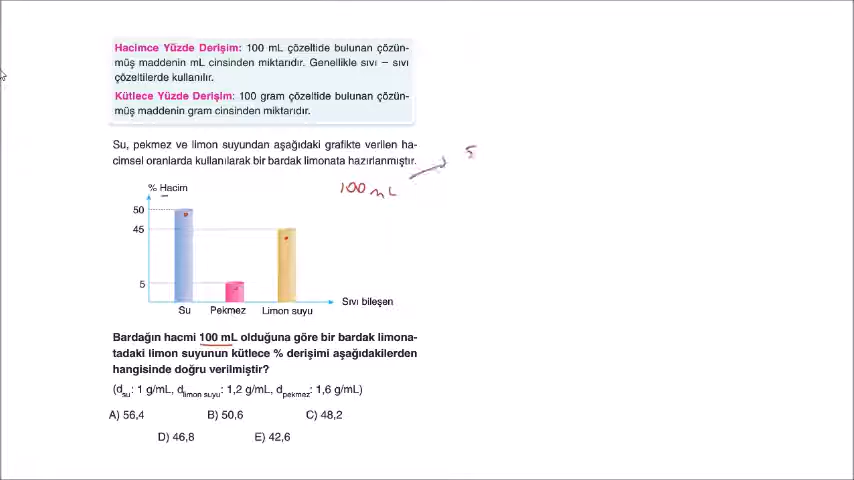 Hacimce Yüzde Derişim: 100 mL çözeltide bulunan çözün-
müş maddenin mL cinsinden miktarıdır. Genellikle sıvı – sıvı
çözeltilerde kullanılır.
Kütlece Yüzde Derişim: 100 gram çözeltide bulunan çözün-
müş maddenin gram cinsinden miktarıdır.
Su, pekmez ve limon suyundan aşağıdaki grafikte verilen ha-
cimsel oranlarda kullanılarak bir bardak limonata hazırlanmıştır.
5
100 mL
% Hacim
50
45
5
Su Pekmez Limon suyu
Sıvı bileşen
Bardağın hacmi 100 mL olduğuna göre bir bardak limona-
tadaki limon suyunun kütlece % derişimi aşağıdakilerden
hangisinde doğru verilmiştir?
(dsu: 1 g/mL, dlimon suyu: 1,2 g/mL, dpekmez: 1,6 g/mL)
A) 56,4 B) 50,6 C) 48,2
D) 46,8 E) 42,6